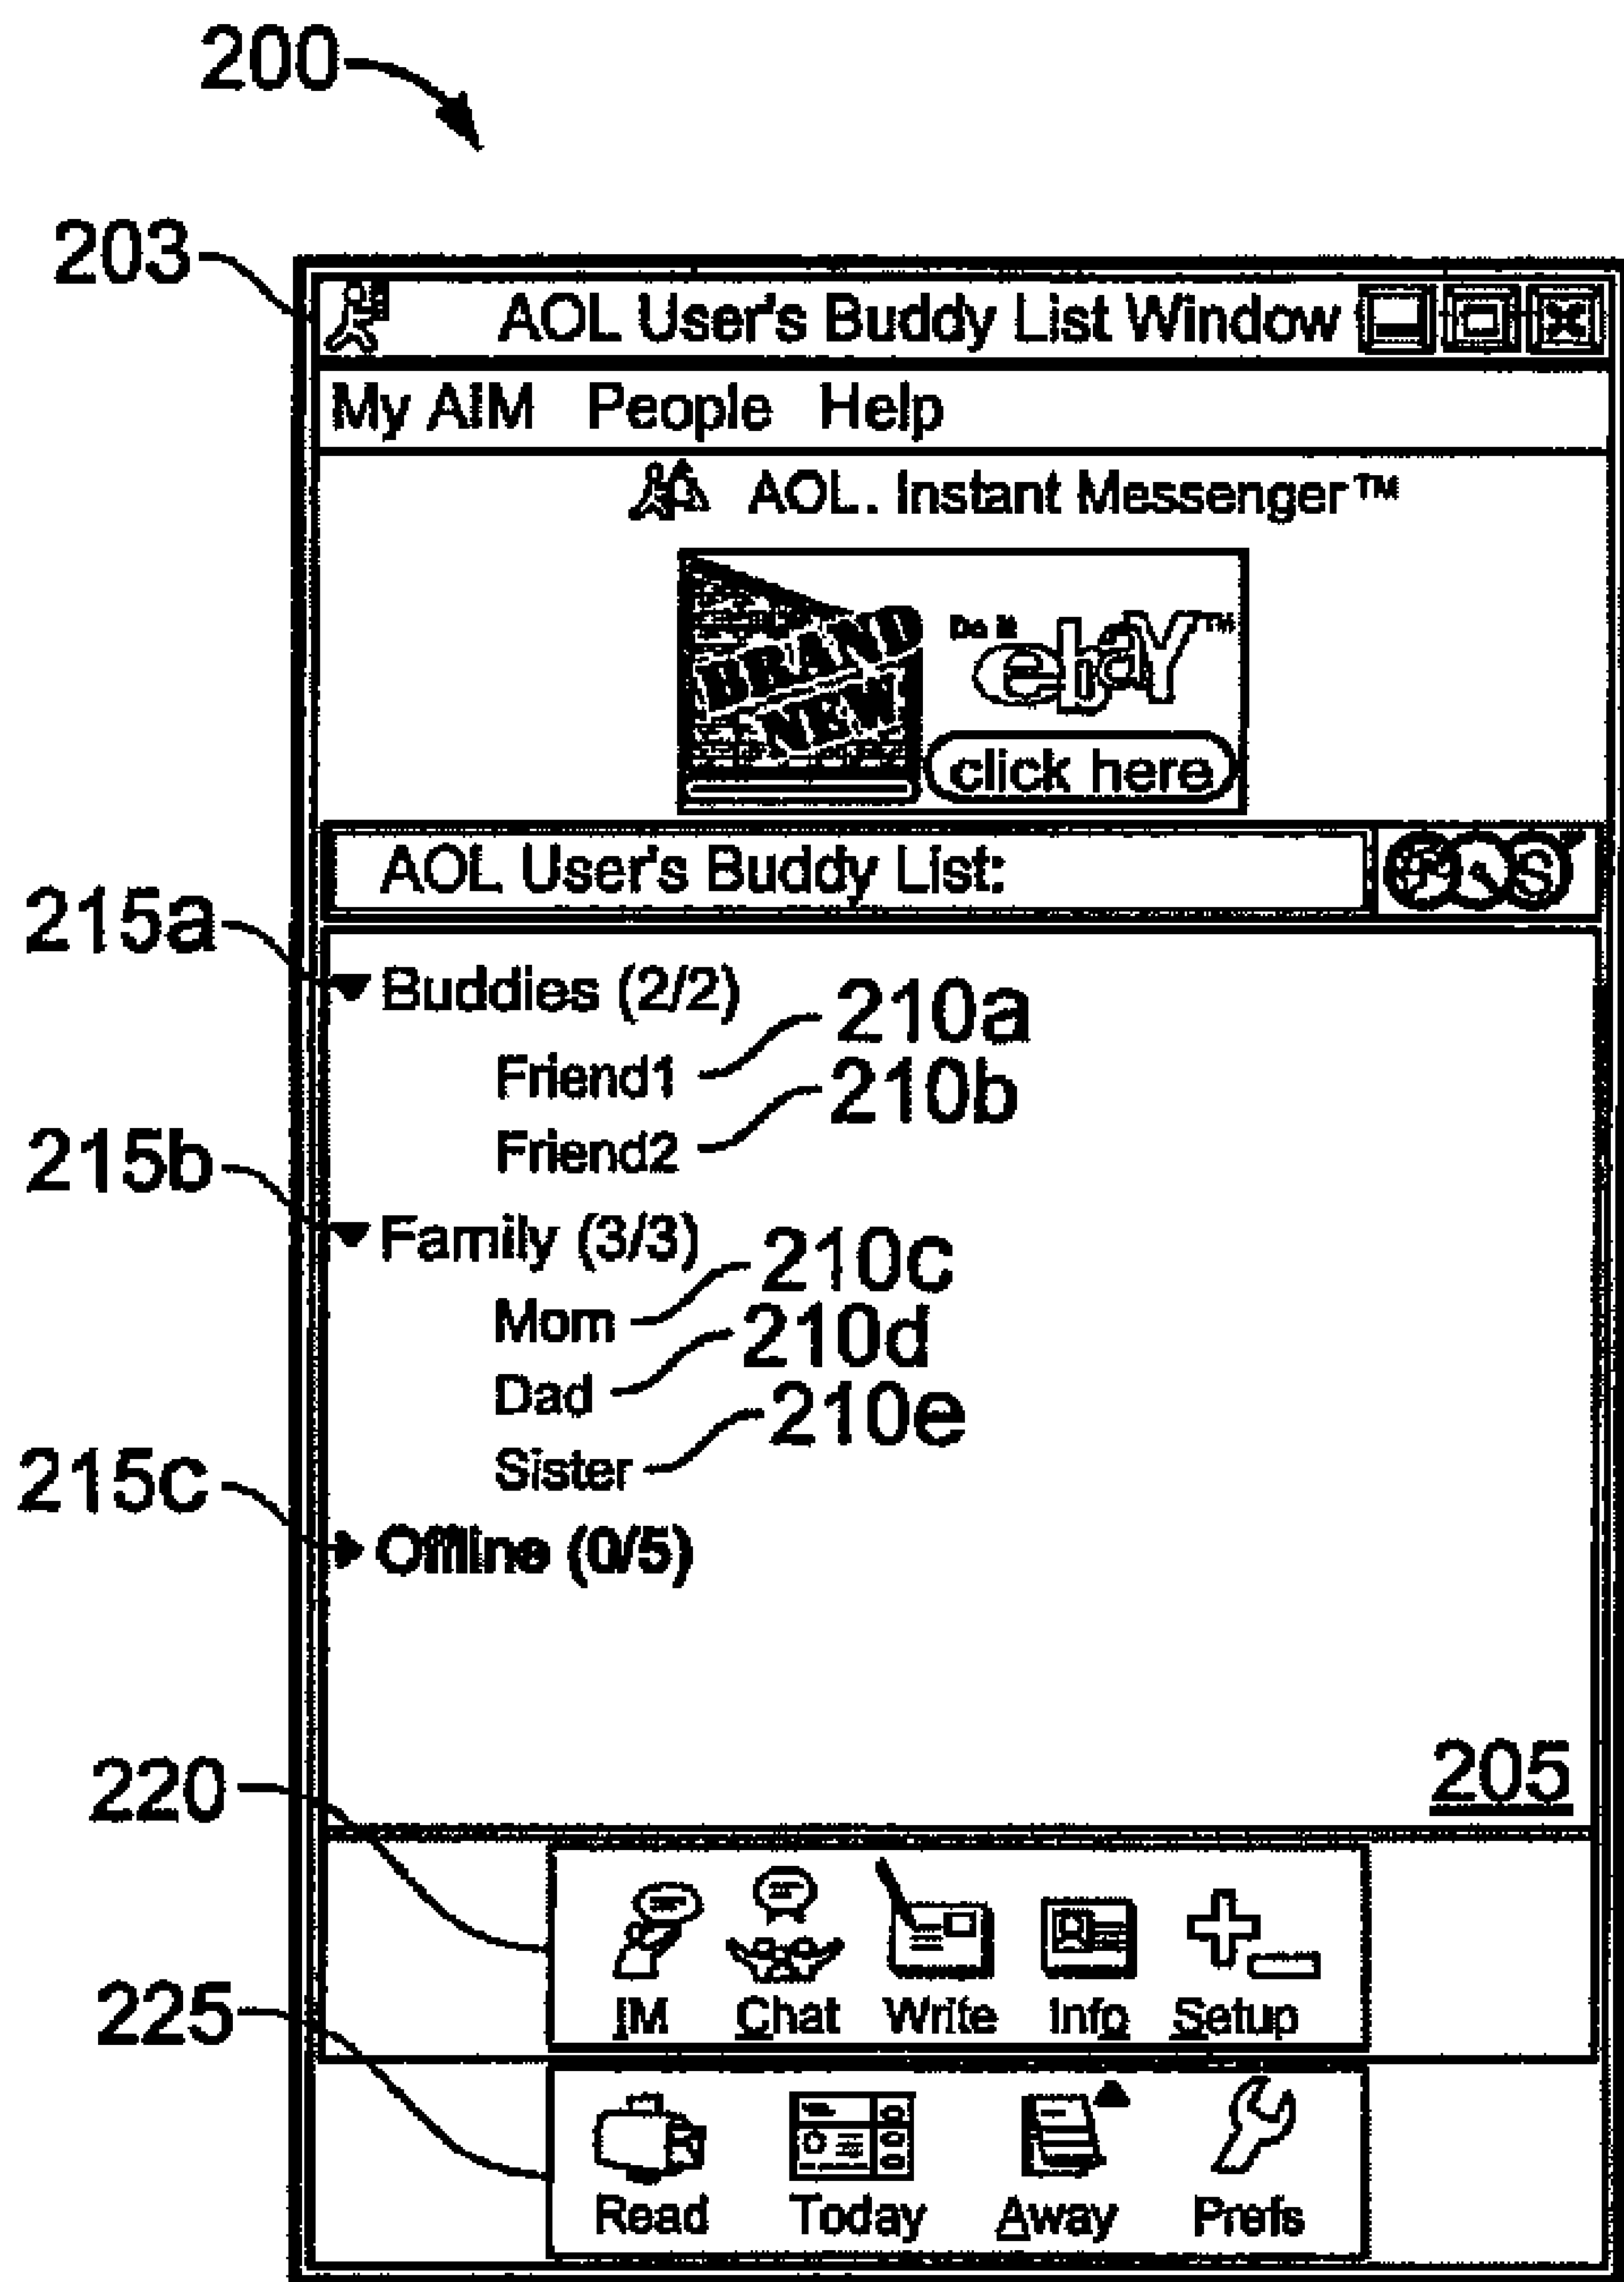 200
203
AOL User's Buddy List Window
My AIM People Help
AOL. Instant Messenger™
BRAND
NEW
Do it
ebay™
click here
AOL User's Buddy List:
215a
Buddies (2/2)
210a
Friend1
210b
Friend2
215b
Family (3/3)
210c
Mom
210d
Dad
210e
Sister
215c
Offline (0/5)
205
220
IM Chat Write Info Setup
225
Read Today Away Prefs